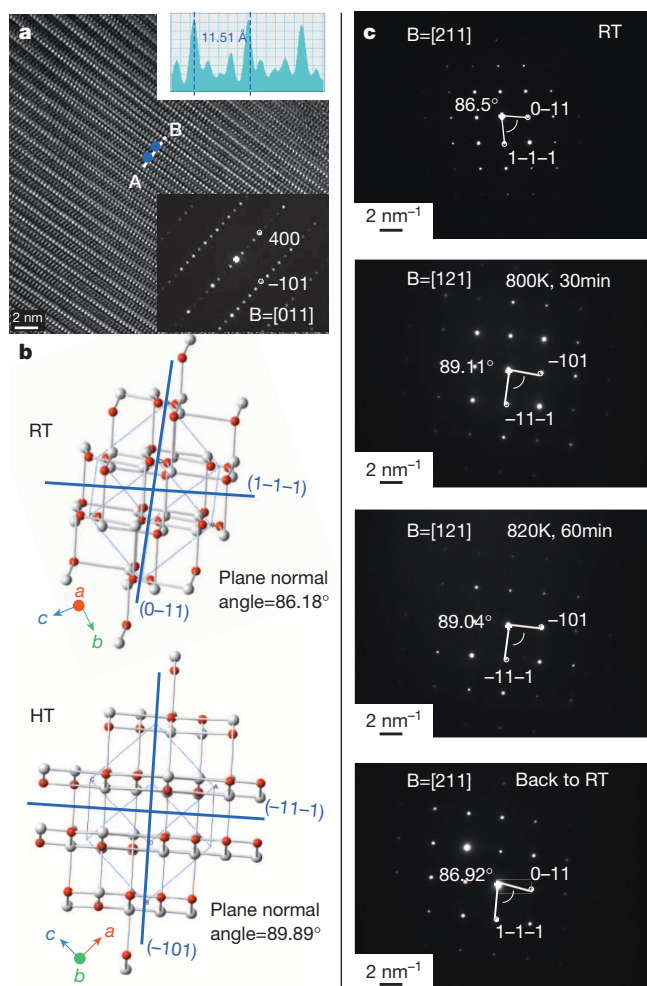 a
11.51 Å
B
A
400
–101
B=[011]
2 nm
b
RT
(1–1–1)
Plane normal
angle=86.18°
(0–11)
a
c
b
HT
(–11–1)
Plane normal
angle=89.89°
(–101)
c
a
b
c
B=[211]
RT
86.5°
0–11
1–1–1
2 nm–1
B=[121]
800K, 30min
89.11°
–101
–11–1
2 nm–1
B=[121]
820K, 60min
89.04°
–101
–11–1
2 nm–1
B=[211]
Back to RT
86.92°
0–11
1–1–1
2 nm–1